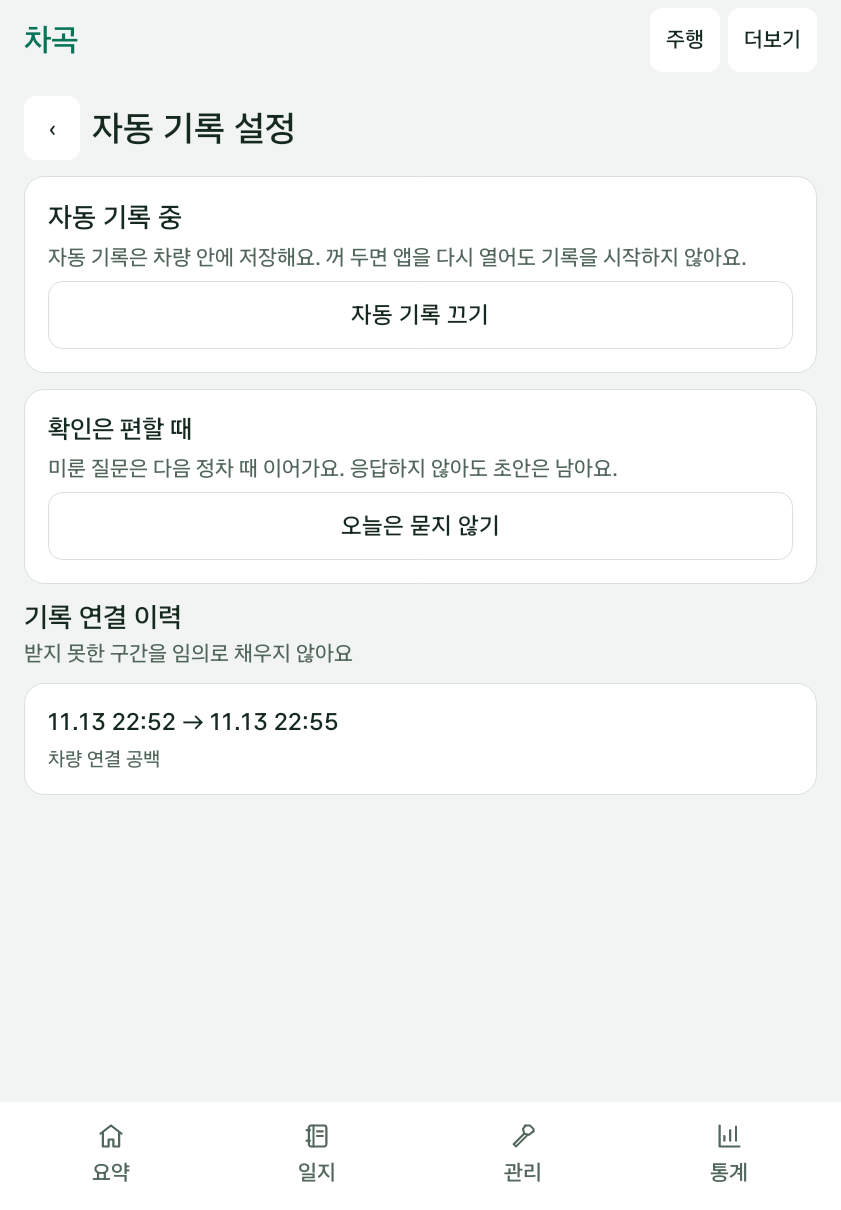 차곡
주행
더보기
‹ 자동 기록 설정
자동 기록 중
자동 기록은 차량 안에 저장해요. 꺼 두면 앱을 다시 열어도 기록을 시작하지 않아요.
자동 기록 끄기
확인은 편할 때
미룬 질문은 다음 정차 때 이어가요. 응답하지 않아도 초안은 남아요.
오늘은 묻지 않기
기록 연결 이력
받지 못한 구간을 임의로 채우지 않아요
11.13 22:52 → 11.13 22:55
차량 연결 공백
요약
일지
관리
통계